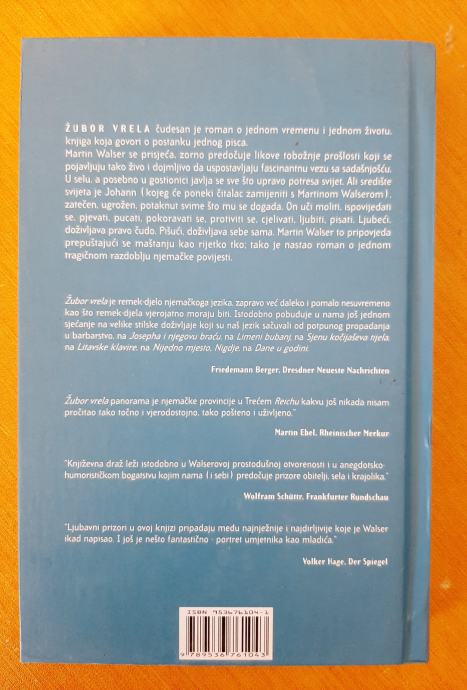 ŽUBOR VRELA čudesan je roman o jednom vremenu i jednom životu,
knjiga koja govori o postanku jednog pisca.
Martin Walser se prisjeća, zorno predočuje likove tobožnje prošlosti koji se
pojavljuju tako živo i dojmljivo da uspostavljaju fascinantnu vezu sa sadašnjošću.
U selu, a posebno u gostionici javlja se sve što upravo potresa svijet. Ali središte
svijeta je Johann (kojeg će poneki čitalac zamijeniti s Martinom Walserom),
zatečen, ugrožen, potaknut svime što mu se događa. On uči moliti, ispovijedati
se, pjevati, pucati, pokoravati se, protiviti se, cjelivati, ljubiti, pisati. Ljubeći,
doživljava pravo čudo. Pišući, doživljava sebe sama. Martin Walser to pripovjeda
prepuštajući se maštanju kao rijetko tko; tako je nastao roman o jednom
tragičnom razdoblju njemačke povijesti.
Žubor vrela je remek-djelo njemačkoga jezika, zapravo već daleko i pomalo nesuvremeno
kao što remek-djela vjerojatno moraju biti. Istodobno pobuđuje u nama još jednom
sjećanje na velike stilske doživljaje koji su naš jezik sačuvali od potpunog propadanja
u barbarstvo, na Josepha i njegovu braću, na Limeni bubanj, na Sjenu kočijaševa tijela,
na Litavske klavire, na Nijedno mjesto. Nigdje, na Dane u godini.
Friedemann Berger, Dresdner Neueste Nachrichten
Žubor vrela panorama je njemačke provincije u Trećem Reichu kakvu još nikada nisam
pročitao tako točno i vjerodostojno, tako pošteno i uživljeno."
Martin Ebel, Rheinischer Merkur
"Književna draž leži istodobno u Walserovoj prostodušnoj otvorenosti i u anegdotsko-
humorističkom bogatstvu kojim nama (i sebi) predočuje prizore obitelji, sela i krajolika."
Wolfram Schütte, Frankfurter Rundschau
"Ljubavni prizori u ovoj knjizi pripadaju među najnježnije i najdirljivije koje je Walser
ikad napisao. I još je nešto fantastično - portret umjetnika kao mladića."
Volker Hage, Der Spiegel
ISBN 953676104-1
9789536761043